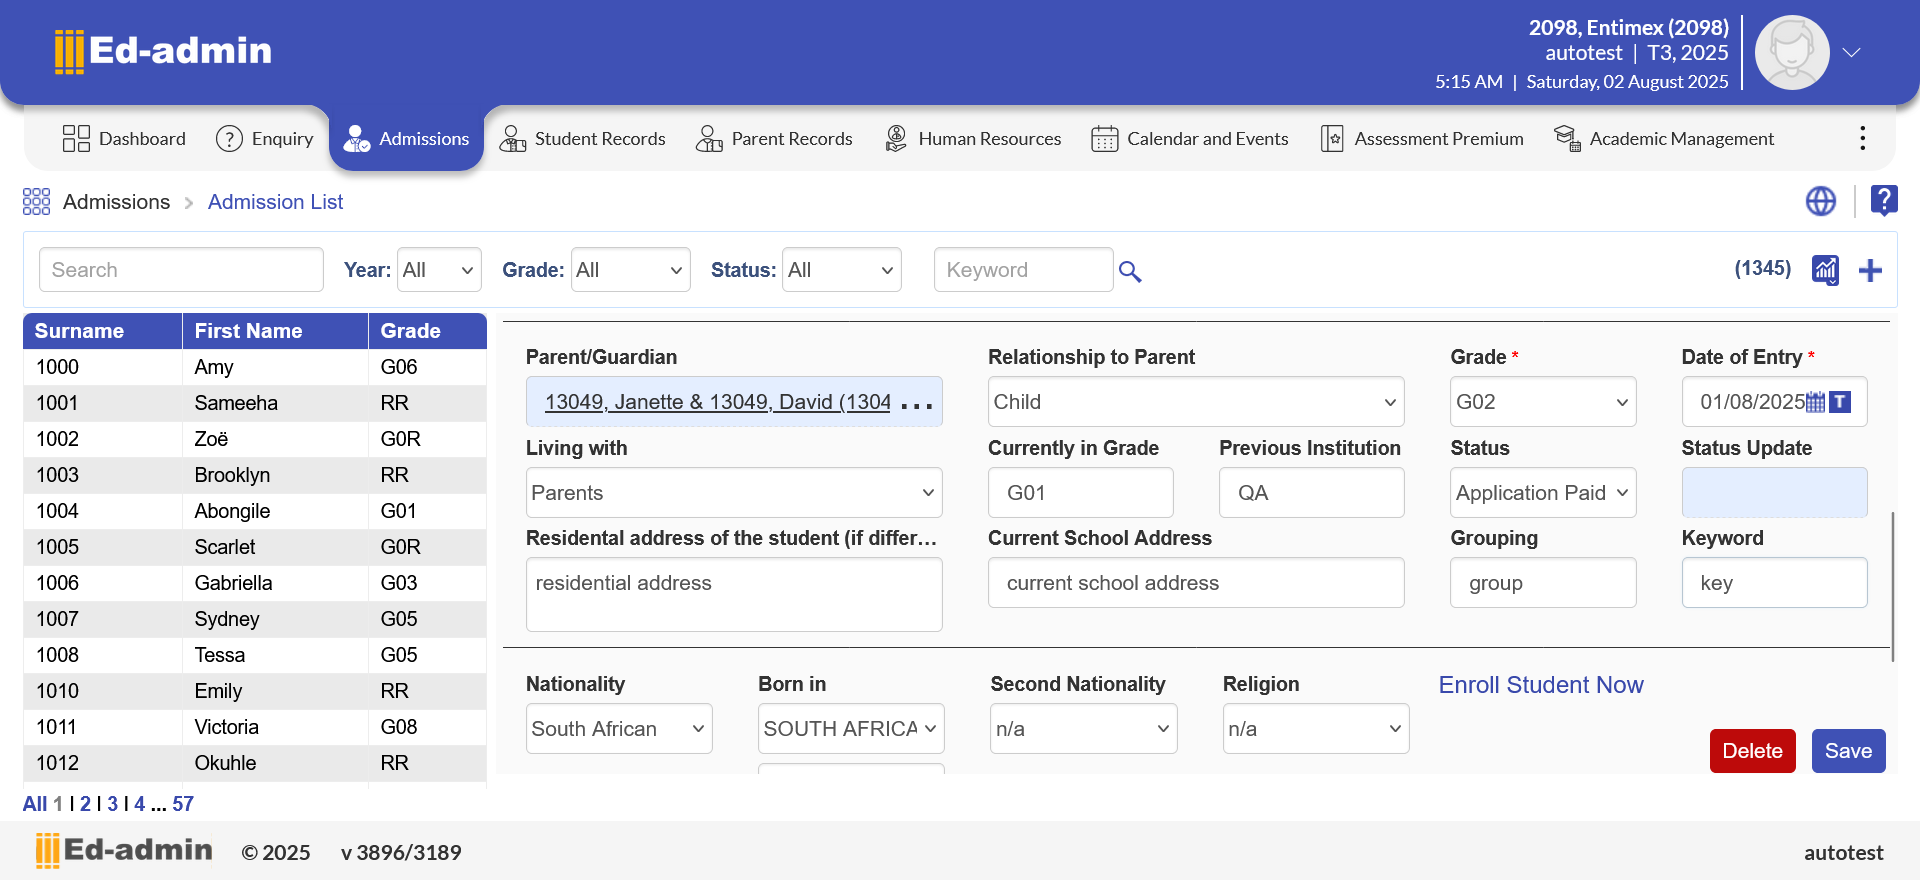 Ed-admin
2098, Entimex (2098)
autotest | T3, 2025
5:15 AM | Saturday, 02 August 2025
Dashboard
? Enquiry
Admissions
Student Records
Parent Records
Human Resources
Calendar and Events
Assessment Premium
Academic Management
Admissions > Admission List
?
Search
Year: All
Grade: All
Status: All
Keyword
(1345)
Surname First Name Grade
1000 Amy G06
1001 Sameeha RR
1002 Zoë G0R
1003 Brooklyn RR
1004 Abongile G01
1005 Scarlet G0R
1006 Gabriella G03
1007 Sydney G05
1008 Tessa G05
1010 Emily RR
1011 Victoria G08
1012 Okuhle RR
All 1 | 2 | 3 | 4 ... 57
Parent/Guardian
13049, Janette & 13049, David (1304 ...
Relationship to Parent
Child
Grade *
G02
Date of Entry *
01/08/2025 T
Living with
Parents
Currently in Grade
G01
Previous Institution
QA
Status
Application Paid
Status Update
Residental address of the student (if differ...
residential address
Current School Address
current school address
Grouping
group
Keyword
key
Nationality
South African
Born in
SOUTH AFRICA
Second Nationality
n/a
Religion
n/a
Enroll Student Now
Delete
Save
Ed-admin © 2025 v 3896/3189
autotest